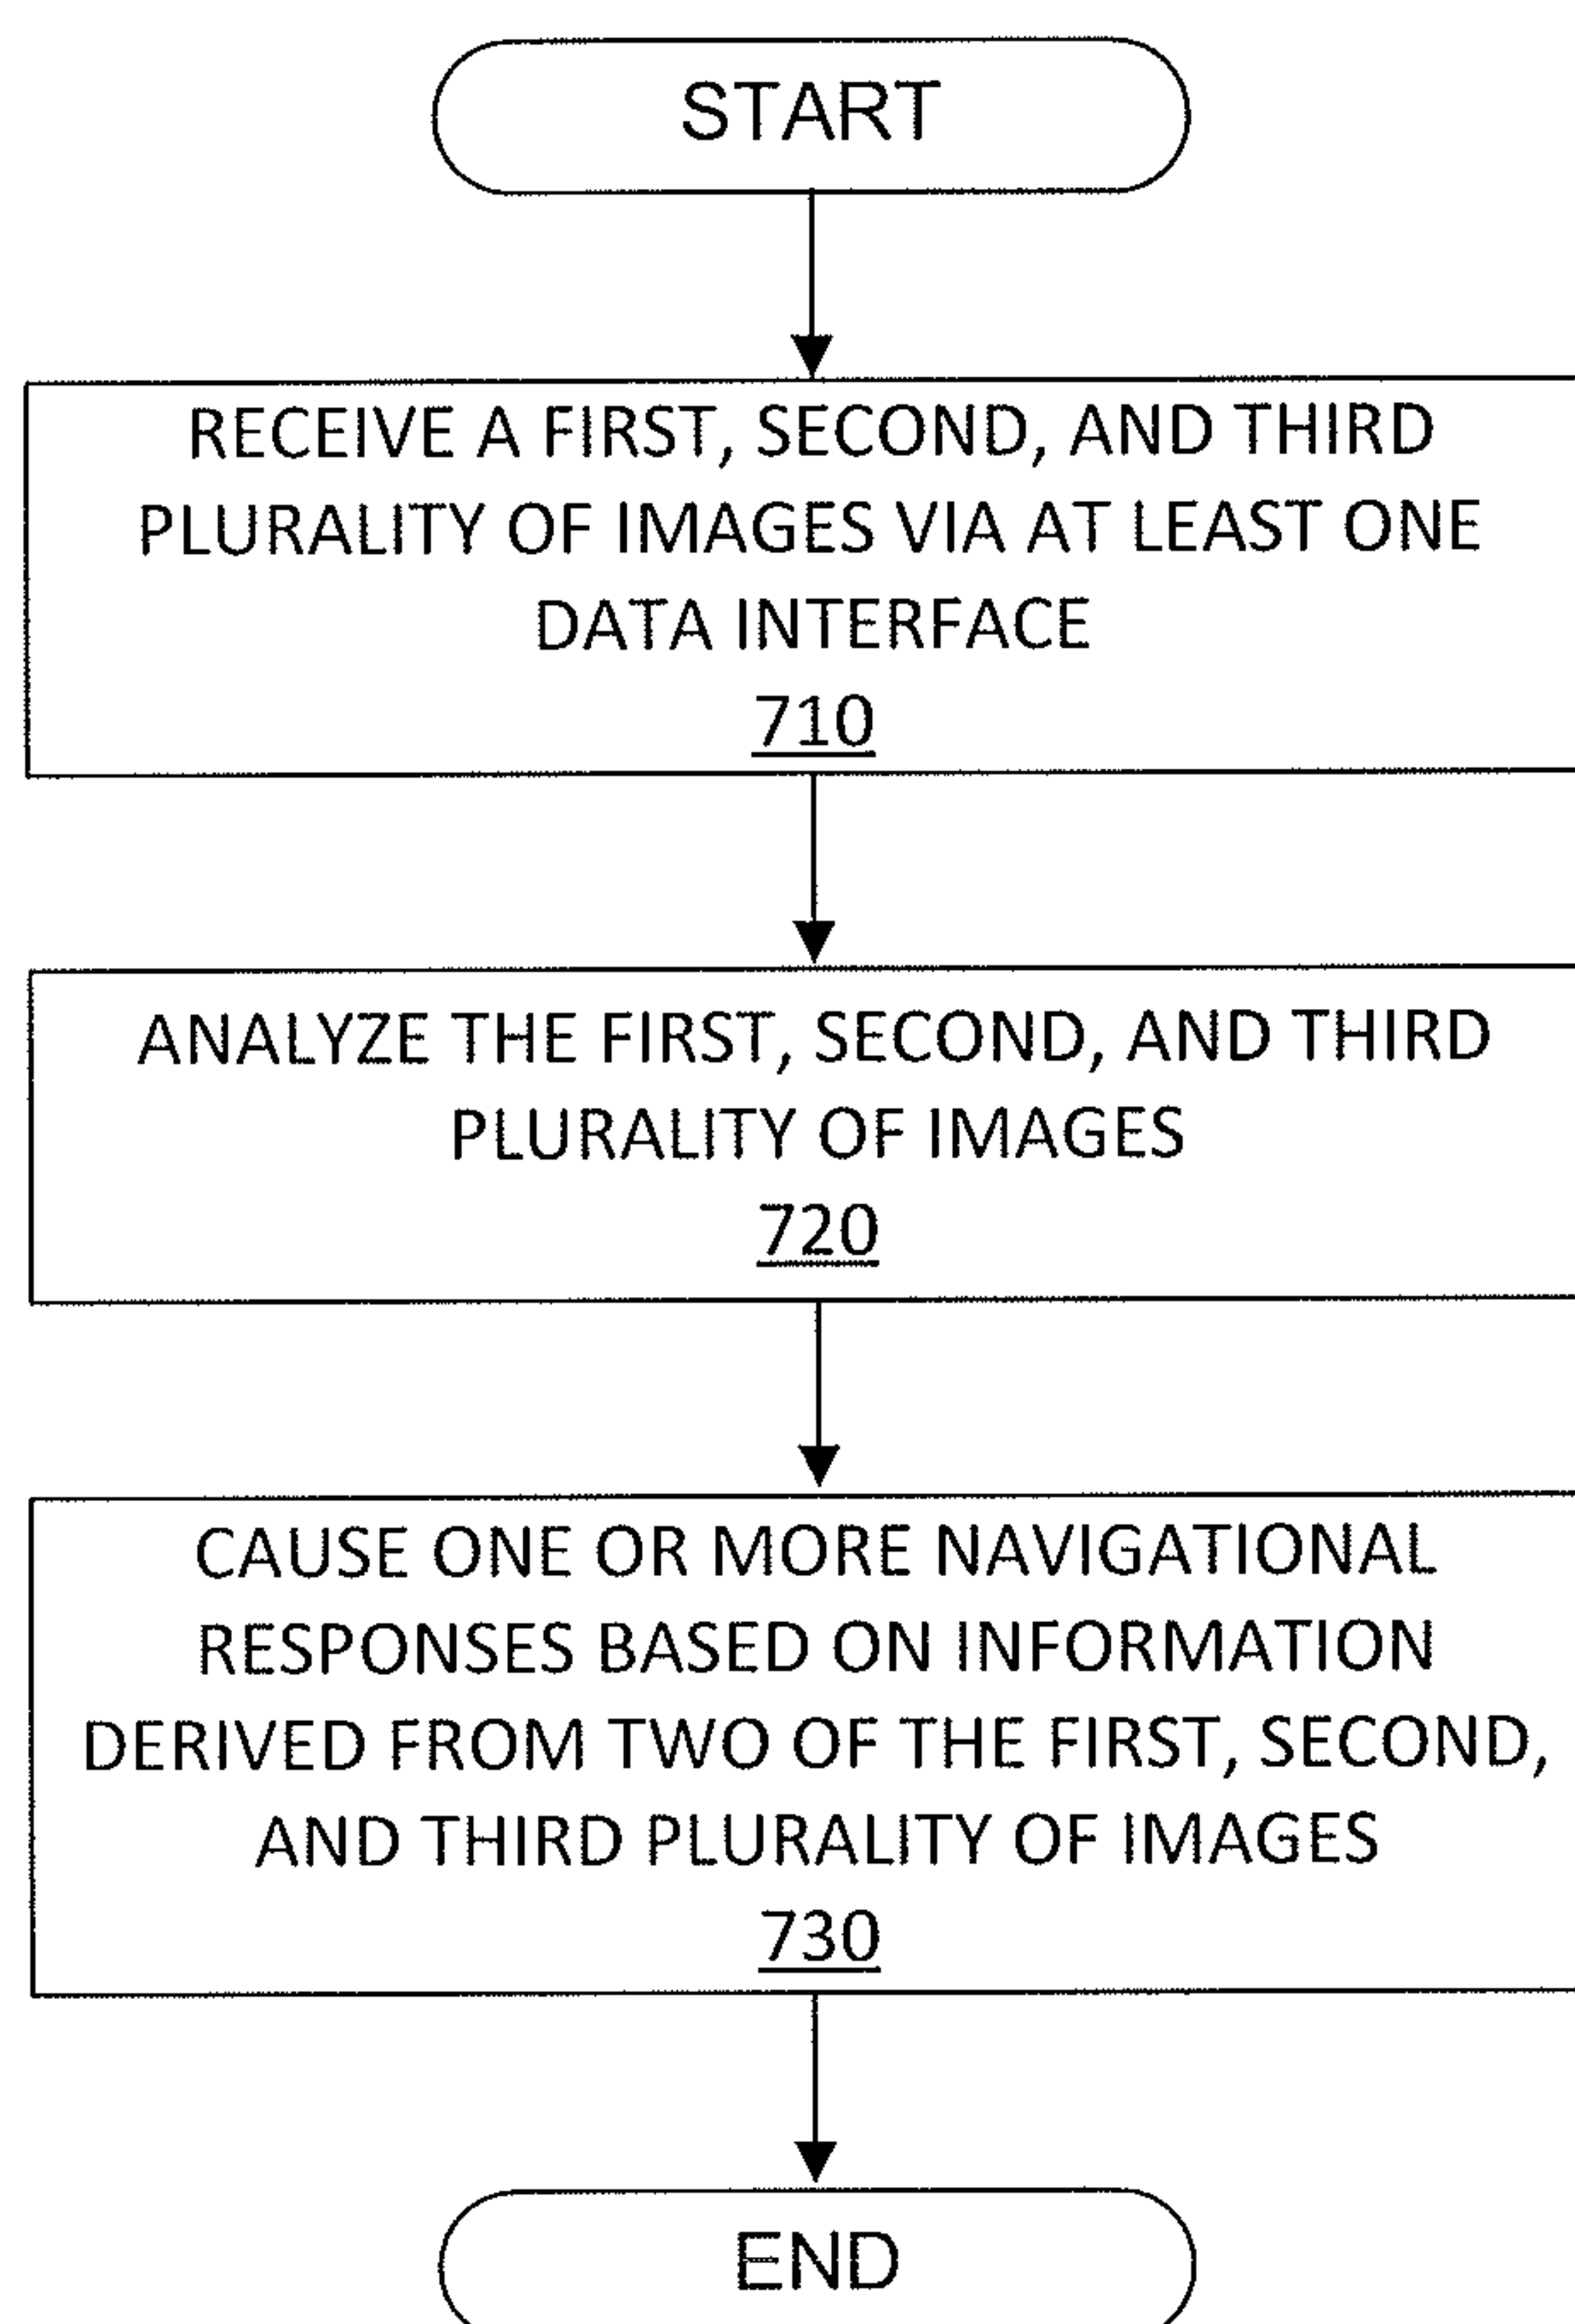 START
RECEIVE A FIRST, SECOND, AND THIRD
PLURALITY OF IMAGES VIA AT LEAST ONE
DATA INTERFACE
710
ANALYZE THE FIRST, SECOND, AND THIRD
PLURALITY OF IMAGES
720
CAUSE ONE OR MORE NAVIGATIONAL
RESPONSES BASED ON INFORMATION
DERIVED FROM TWO OF THE FIRST, SECOND,
AND THIRD PLURALITY OF IMAGES
730
END